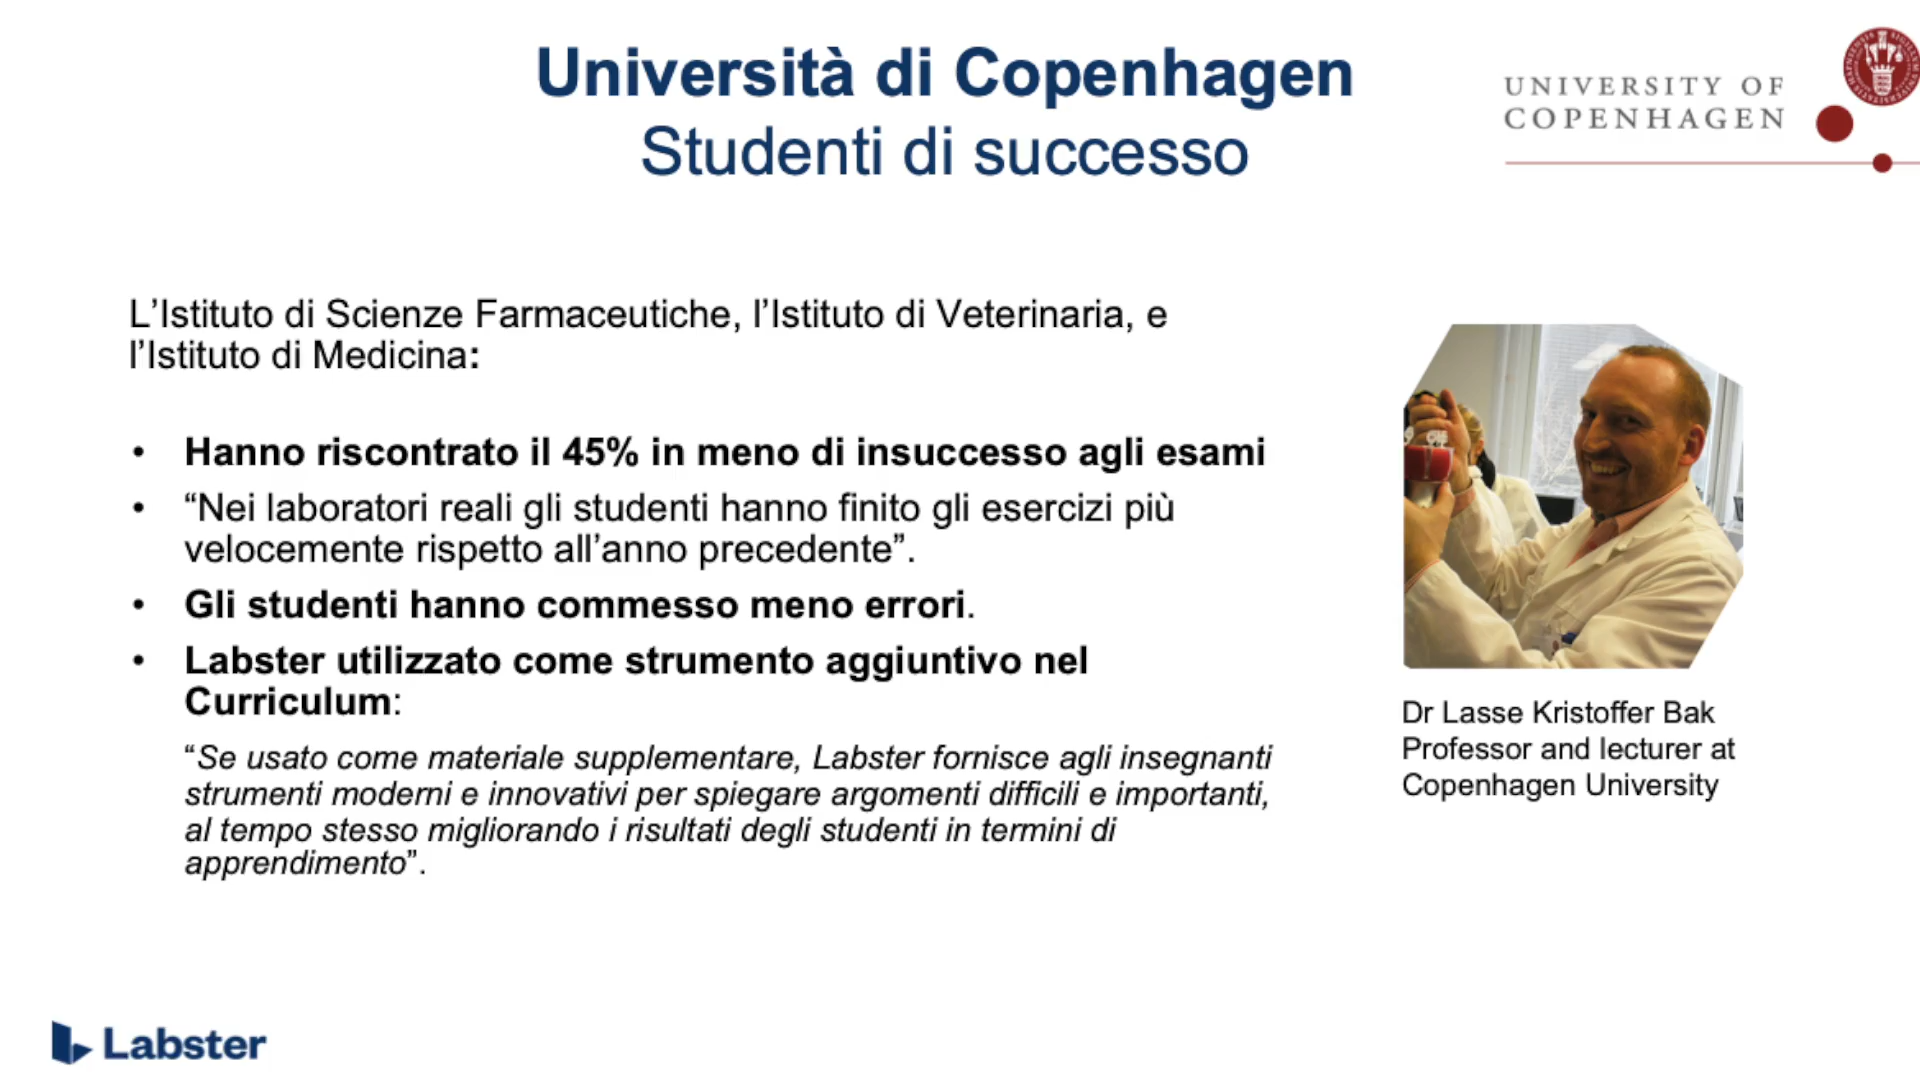 Università di Copenhagen
Studenti di successo
UNIVERSITY OF
COPENHAGEN
L’Istituto di Scienze Farmaceutiche, l’Istituto di Veterinaria, e
l’Istituto di Medicina:
• Hanno riscontrato il 45% in meno di insuccesso agli esami
• “Nei laboratori reali gli studenti hanno finito gli esercizi più
velocemente rispetto all’anno precedente”.
• Gli studenti hanno commesso meno errori.
• Labster utilizzato come strumento aggiuntivo nel
Curriculum:
“Se usato come materiale supplementare, Labster fornisce agli insegnanti
strumenti moderni e innovativi per spiegare argomenti difficili e importanti,
al tempo stesso migliorando i risultati degli studenti in termini di
apprendimento”.
Dr Lasse Kristoffer Bak
Professor and lecturer at
Copenhagen University
Labster